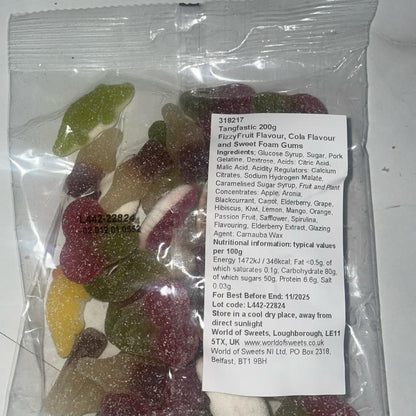 318217
Tangfastic 200g
FizzyFruit Flavour, Cola Flavour
and Sweet Foam Gums
Ingredients; Glucose Syrup, Sugar, Pork
Gelatine, Dextrose, Acids: Citric Acid,
Malic Acid, Acidity Regulators: Calcium
Citrates, Sodium Hydrogen Malate,
Caramelised Sugar Syrup, Fruit and Plant
Concentrates: Apple, Aronia,
Blackcurrant, Carrot, Elderberry, Grape,
Hibiscus, Kiwi, Lemon, Mango, Orange,
Passion Fruit, Safflower, Spirulina,
Flavouring, Elderberry Extract, Glazing
Agent: Carnauba Wax
Nutritional information: typical values
per 100g
Energy 1472kJ / 346kcal: Fat <0.5g, of
which saturates 0.1g, Carbohydrate 80g,
of which sugars 50g, Protein 6.6g, Salt
0.03g
For Best Before End: 11/2025
Lot code: L442-22824
Store in a cool dry place, away from
direct sunlight
World of Sweets, Loughborough, LE11
5TX, UK www.worldofsweets.co.uk
World of Sweets NI Ltd, PO Box 2318,
Belfast, BT1 9BH
L442-22824